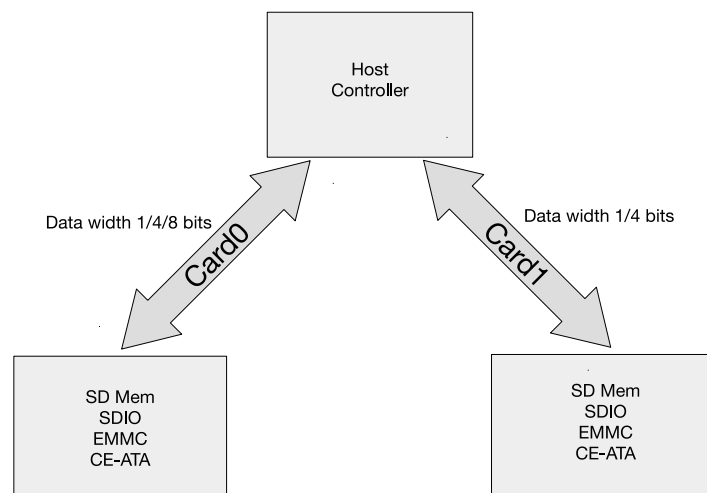 Host
Controller
Data width 1/4/8 bits
Card0
Card1
Data width 1/4 bits
SD Mem
SDIO
EMMC
CE-ATA
SD Mem
SDIO
EMMC
CE-ATA